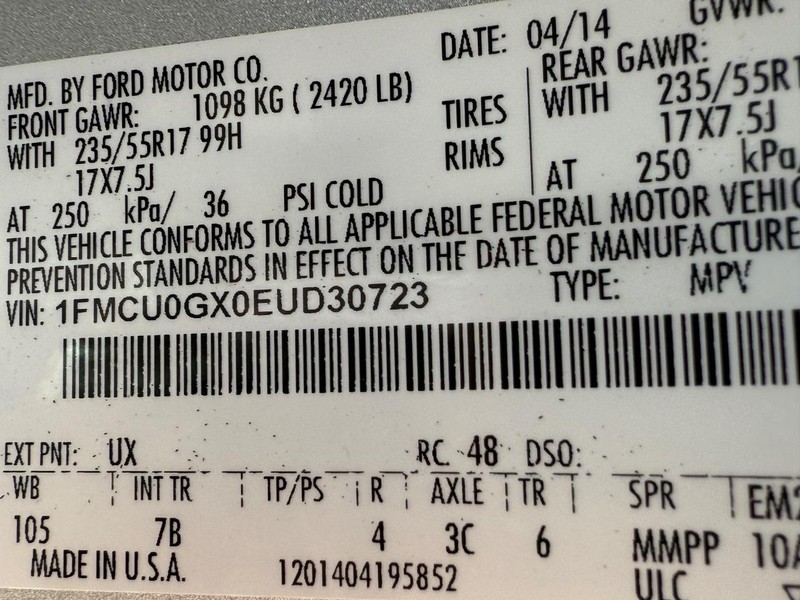 MFD. BY FORD MOTOR CO.
DATE: 04/14
GVWR:
FRONT GAWR: 1098 KG ( 2420 LB)
REAR GAWR:
WITH 235/55R17 99H
TIRES
WITH 235/55R1
17X7.5J
RIMS
17X7.5J
AT 250 kPa/ 36 PSI COLD
AT 250 kPa
THIS VEHICLE CONFORMS TO ALL APPLICABLE FEDERAL MOTOR VEHIC
PREVENTION STANDARDS IN EFFECT ON THE DATE OF MANUFACTURE
VIN: 1FMCU0GX0EUD30723
TYPE: MPV
EXT PNT: UX RC: 48 DSO:
WB INT TR TP/PS R AXLE TR SPR EM2
105 7B 4 3C 6 MMPP 10A
MADE IN U.S.A. 1201404195852 ULC